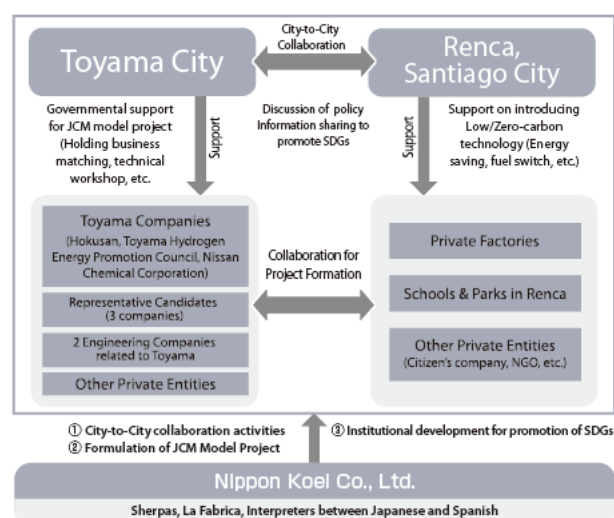 City-to-City
Collaboration
Toyama City
Renca,
Santiago City
Governmental support
for JCM model project
(Holding business
matching, technical
workshop, etc.
Support
Discussion of policy
Information sharing to
promote SDGs
Support
Support on introducing
Low/Zero-carbon
technology (Energy
saving, fuel switch, etc.)
Toyama Companies
(Hokusan, Toyama Hydrogen
Energy Promotion Council, Nissan
Chemical Corporation)
Representative Candidates
(3 companies)
2 Engineering Companies
related to Toyama
Other Private Entities
Collaboration for
Project Formation
Private Factories
Schools & Parks in Renca
Other Private Entities
(Citizen's company, NGO, etc.)
① City-to-City collaboration activities
② Formulation of JCM Model Project
③ Institutional development for promotion of SDGs
Nippon Koei Co., Ltd.
Sherpas, La Fabrica, Interpreters between Japanese and Spanish